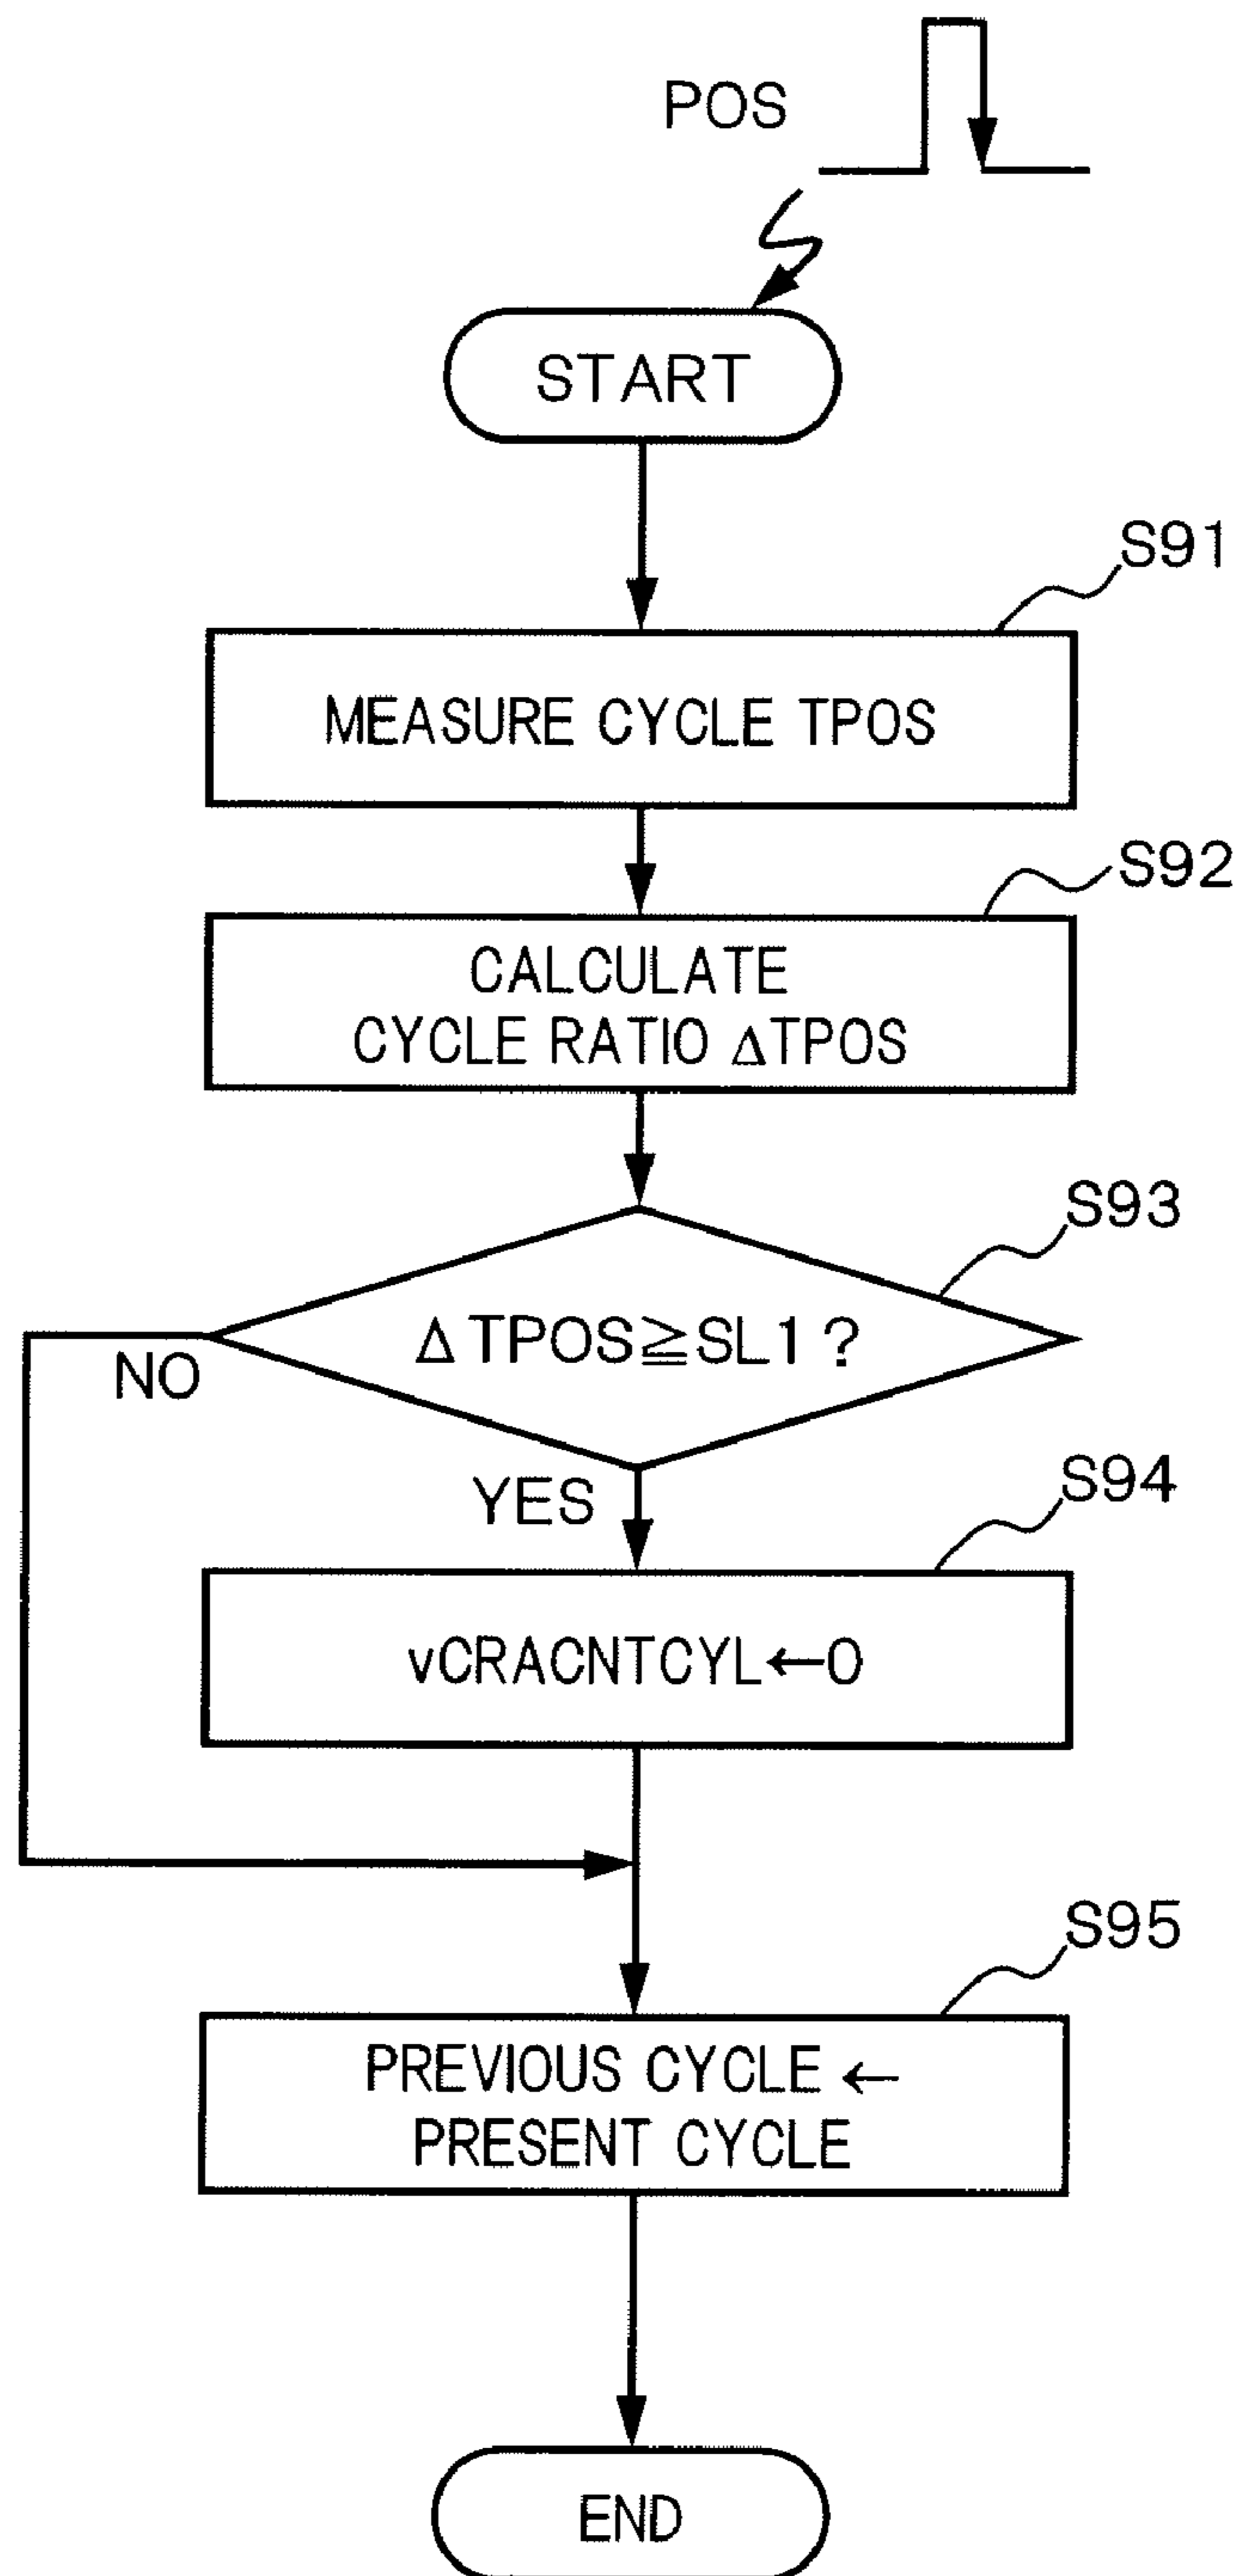 POS
START
S91
MEASURE CYCLE TPOS
S92
CALCULATE
CYCLE RATIO ΔTPOS
S93
ΔTPOS≧SL1?
NO
YES
S94
vCRACNTCYL←0
S95
PREVIOUS CYCLE ←
PRESENT CYCLE
END